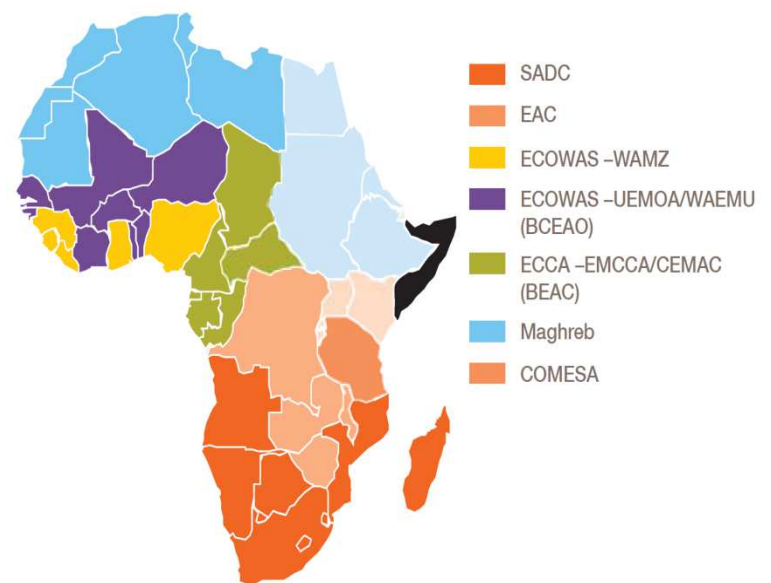 SADC
EAC
ECOWAS –WAMZ
ECOWAS –UEMOA/WAEMU
(BCEAO)
ECCA –EMCCA/CEMAC
(BEAC)
Maghreb
COMESA